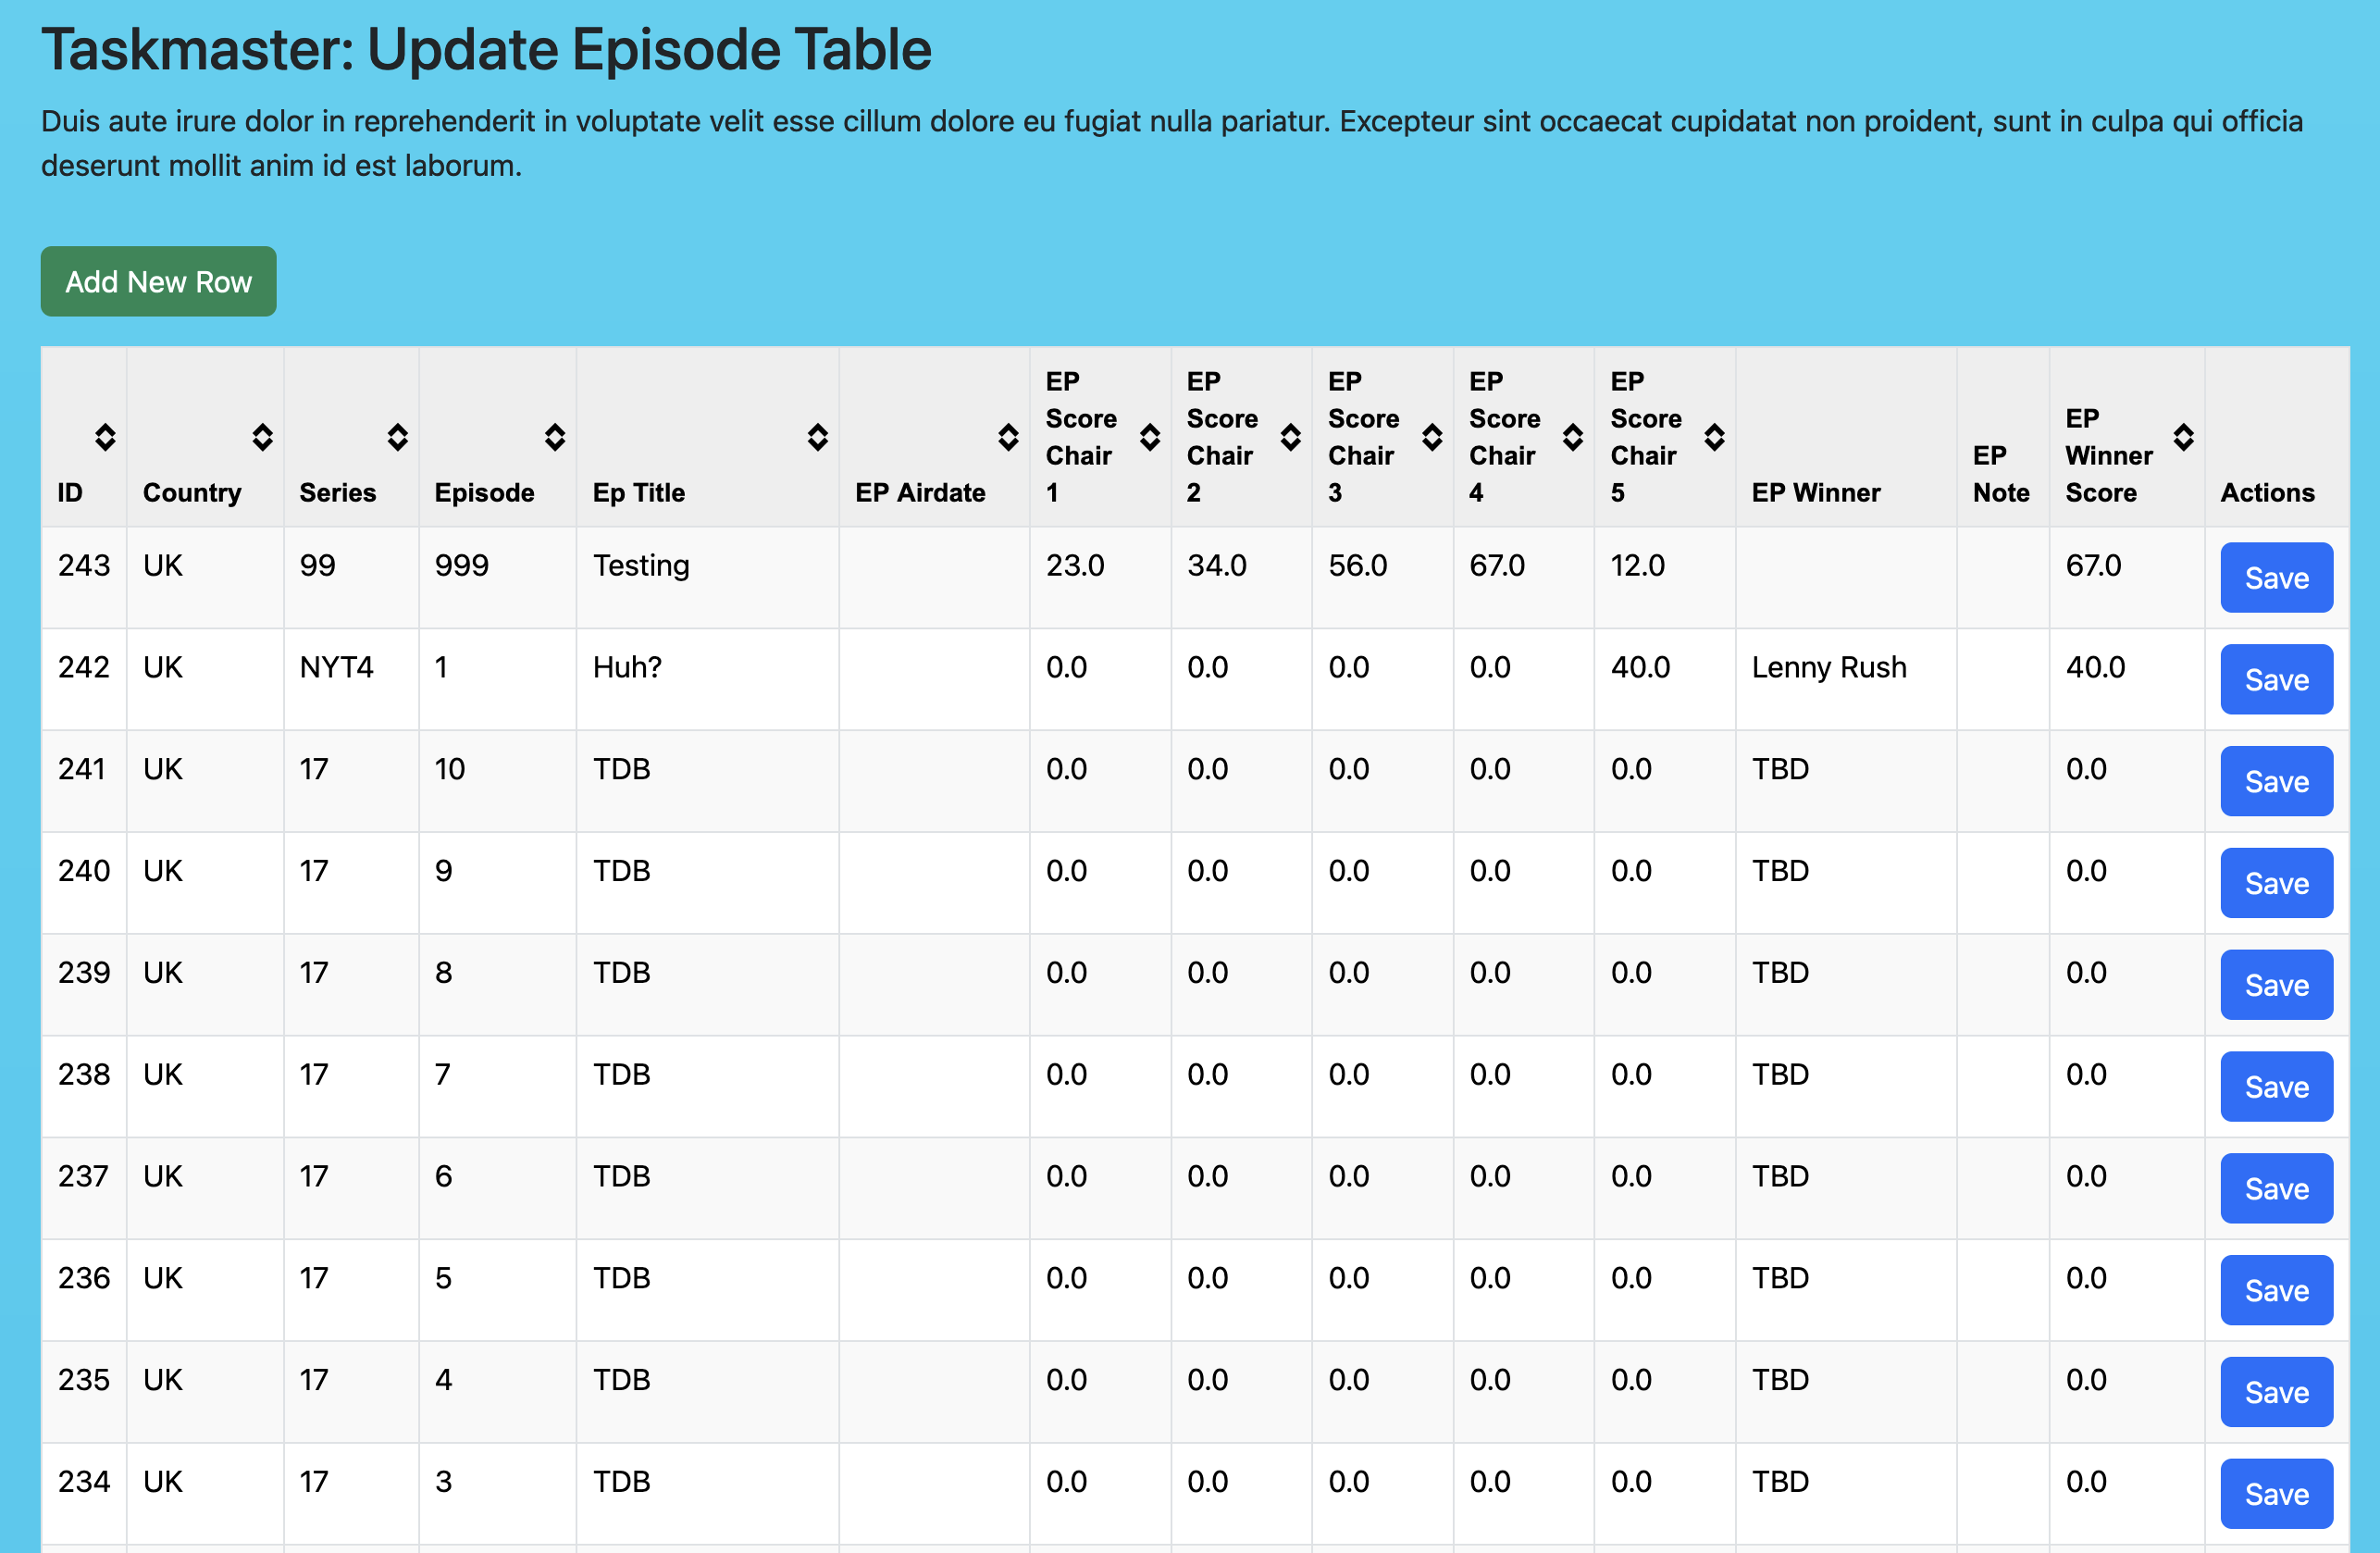 Taskmaster: Update Episode Table
Duis aute irure dolor in reprehenderit in voluptate velit esse cillum dolore eu fugiat nulla pariatur. Excepteur sint occaecat cupidatat non proident, sunt in culpa qui officia
deserunt mollit anim id est laborum.
Add New Row
ID Country Series Episode Ep Title EP Airdate EP Score Chair 1 EP Score Chair 2 EP Score Chair 3 EP Score Chair 4 EP Score Chair 5 EP Winner EP Note EP Winner Score Actions
243 UK 99 999 Testing 23.0 34.0 56.0 67.0 12.0 67.0 Save
242 UK NYT4 1 Huh? 0.0 0.0 0.0 0.0 40.0 Lenny Rush 40.0 Save
241 UK 17 10 TDB 0.0 0.0 0.0 0.0 0.0 TBD 0.0 Save
240 UK 17 9 TDB 0.0 0.0 0.0 0.0 0.0 TBD 0.0 Save
239 UK 17 8 TDB 0.0 0.0 0.0 0.0 0.0 TBD 0.0 Save
238 UK 17 7 TDB 0.0 0.0 0.0 0.0 0.0 TBD 0.0 Save
237 UK 17 6 TDB 0.0 0.0 0.0 0.0 0.0 TBD 0.0 Save
236 UK 17 5 TDB 0.0 0.0 0.0 0.0 0.0 TBD 0.0 Save
235 UK 17 4 TDB 0.0 0.0 0.0 0.0 0.0 TBD 0.0 Save
234 UK 17 3 TDB 0.0 0.0 0.0 0.0 0.0 TBD 0.0 Save